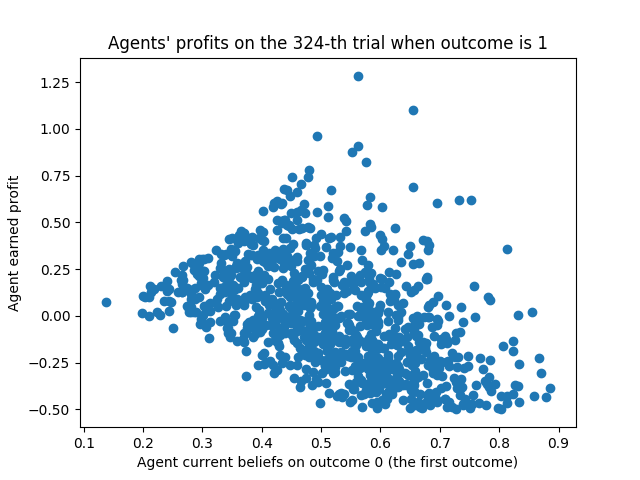 Agents' profits on the 324-th trial when outcome is 1
Agent earned profit
1.25
1.00
0.75
0.50
0.25
0.00
−0.25
−0.50
0.1 0.2 0.3 0.4 0.5 0.6 0.7 0.8 0.9
Agent current beliefs on outcome 0 (the first outcome)